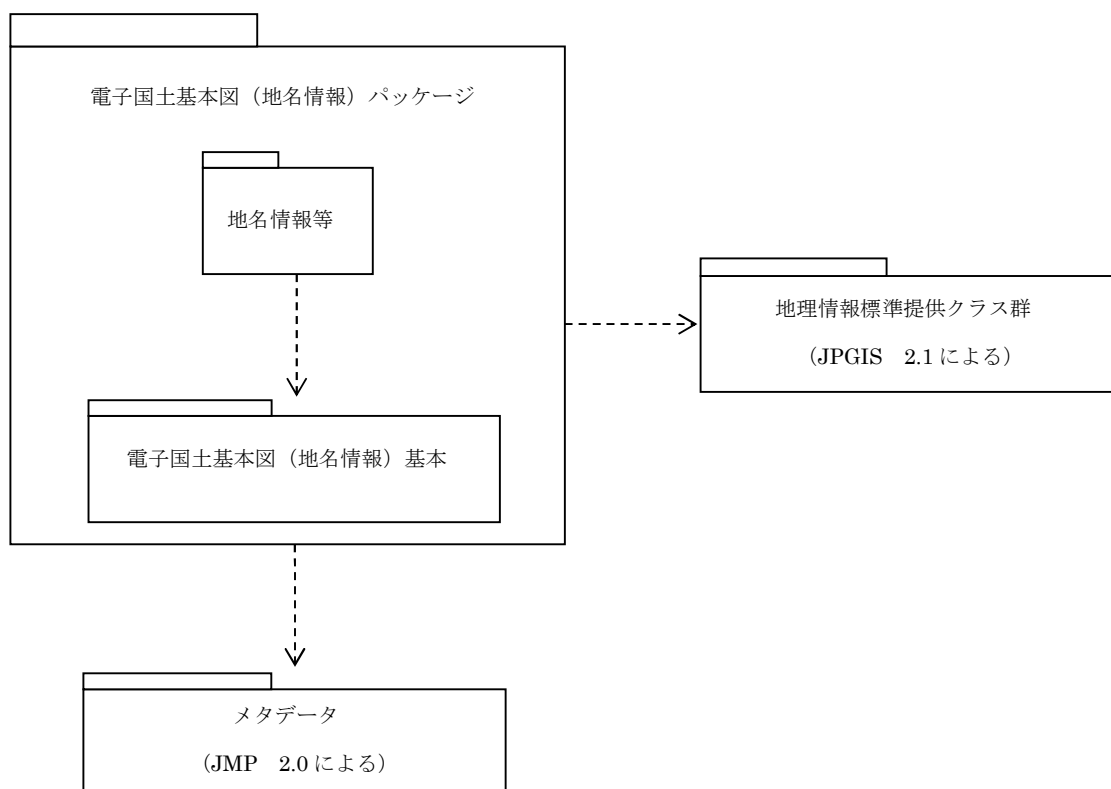 電子国土基本図（地名情報）パッケージ
地名情報等
電子国土基本図（地名情報）基本
地理情報標準提供クラス群
（JPGIS　2.1 による）
メタデータ
（JMP　2.0 による）